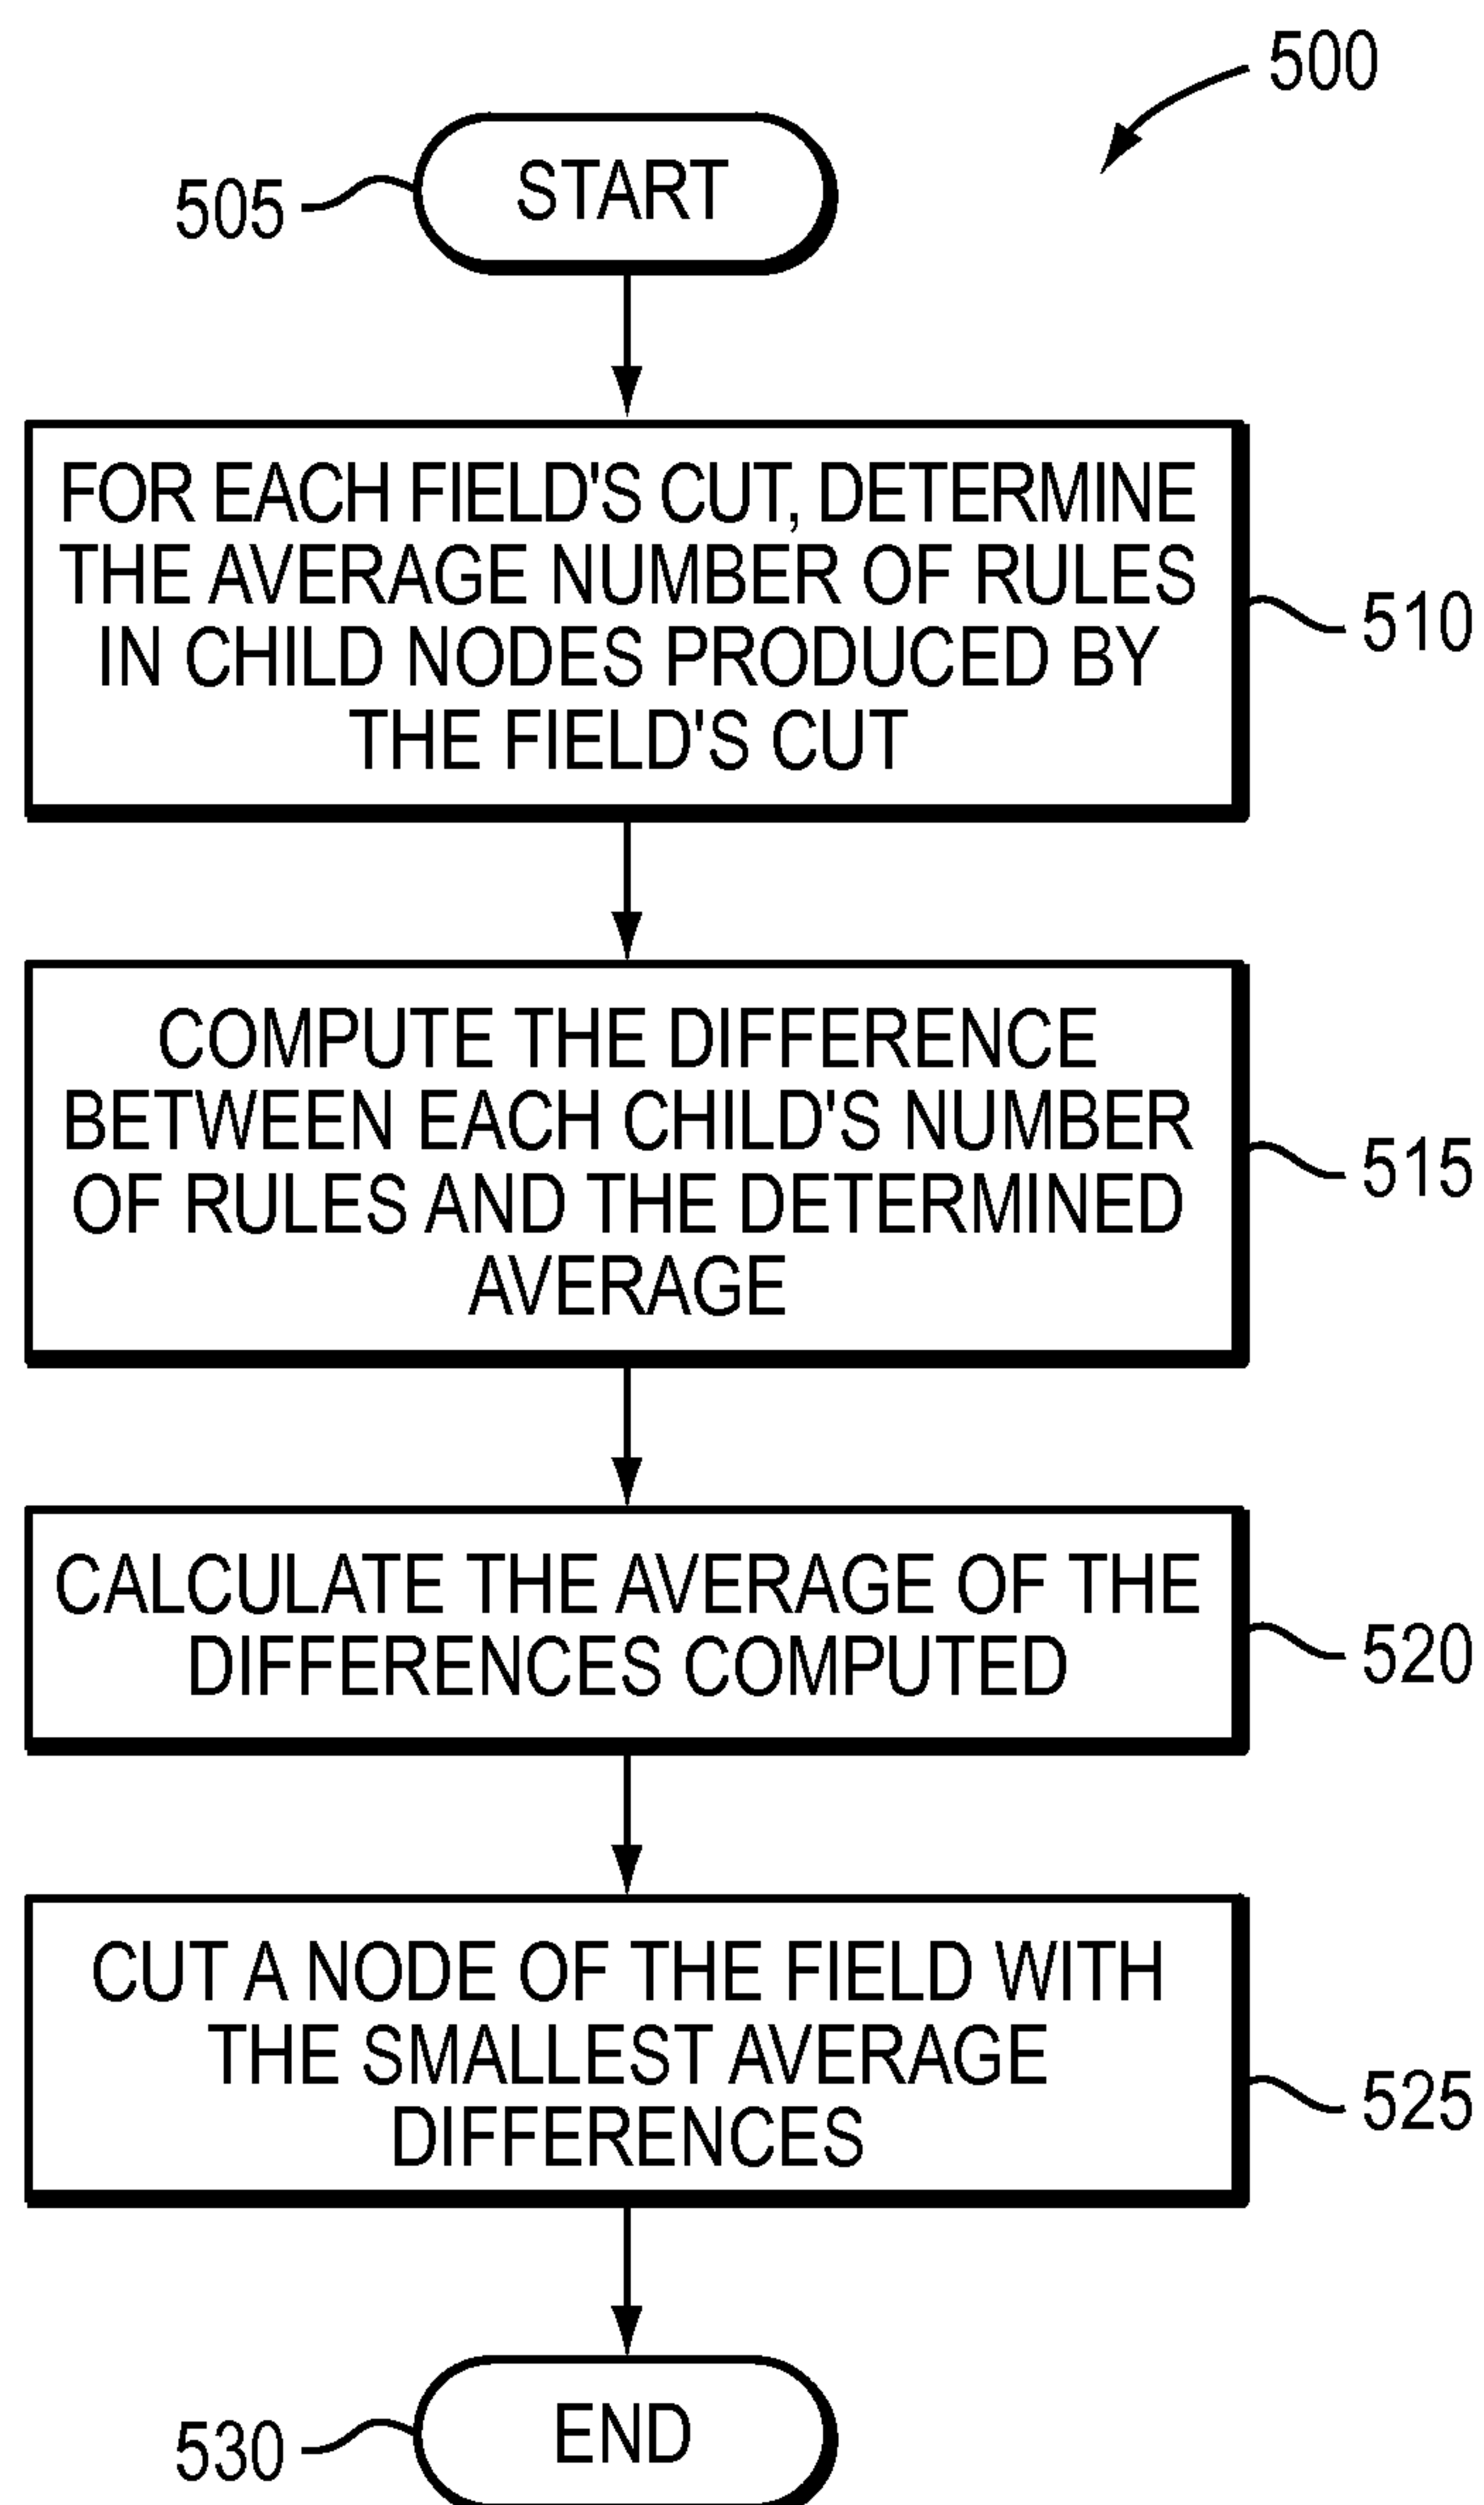 500
505
START
FOR EACH FIELD'S CUT, DETERMINE
THE AVERAGE NUMBER OF RULES
IN CHILD NODES PRODUCED BY
THE FIELD'S CUT
510
COMPUTE THE DIFFERENCE
BETWEEN EACH CHILD'S NUMBER
OF RULES AND THE DETERMINED
AVERAGE
515
CALCULATE THE AVERAGE OF THE
DIFFERENCES COMPUTED
520
CUT A NODE OF THE FIELD WITH
THE SMALLEST AVERAGE
DIFFERENCES
525
END
530